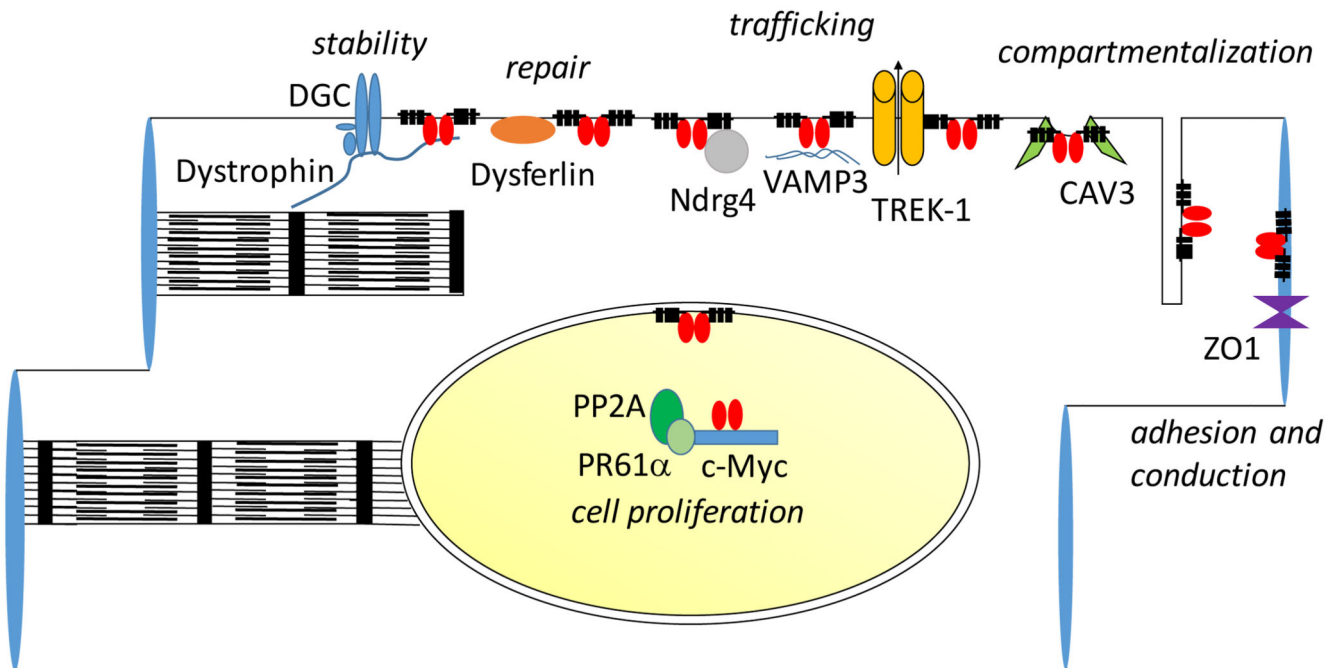 stability
trafficking
repair
compartmentalization
DGC
Dystrophin
Dysferlin
Ndrg4
VAMP3
TREK-1
CAV3
ZO1
PP2A
PR61α
c-Myc
cell proliferation
adhesion and
conduction